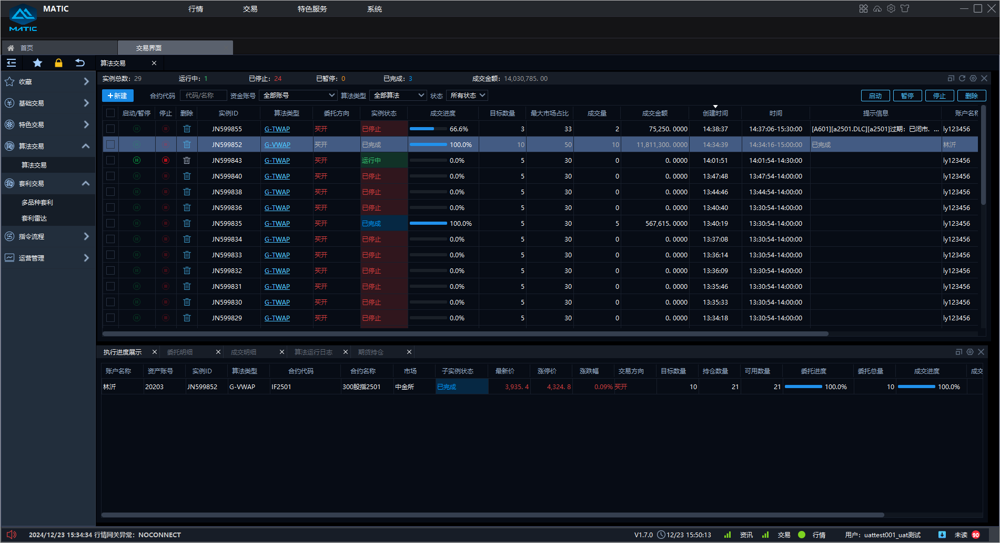 MATIC 行情 交易 特色服务 系统
MATIC
首页 交易界面
算法交易
收藏
基础交易
特色交易
算法交易
算法交易
套利交易
多品种套利
套利雷达
指令流程
运营管理
实例总数: 29 运行中: 1 已停止: 24 已暂停: 0 已完成: 3 成交金额: 14,030,785.00
+新建 合约代码 代码/名称 资金账号 全部账号 算法类型 全部算法 状态 所有状态 启动 暂停 停止 删除
启动/暂停 停止 删除 实例ID 算法类型 委托方向 实例状态 成交进度 目标数量 最大市场占比 成交量 成交金额 创建时间 时间 提示信息 账户名称
JN599855 G-TWAP 买开 已停止 66.6% 3 33 2 75,250.0000 14:38:37 14:37:06-15:30:00 [A601][a2501.DLC][a2501]过期: 已闭市. ... ly123456
JN599852 G-VWAP 买开 已完成 100.0% 10 50 10 11,811,300.0000 14:34:39 14:34:16-15:00:00 已完成 林沂
JN599843 G-TWAP 买开 运行中 0.0% 5 30 0 0.0000 14:01:51 14:01:54-14:30:00 ly123456
JN599840 G-TWAP 买开 已停止 0.0% 5 30 0 0.0000 13:47:48 13:47:54-14:00:00 ly123456
JN599838 G-TWAP 买开 已停止 0.0% 5 30 0 0.0000 13:44:46 13:44:54-14:00:00 ly123456
JN599836 G-TWAP 买开 已停止 0.0% 5 30 0 0.0000 13:40:40 13:30:54-14:00:00 ly123456
JN599835 G-TWAP 买开 已完成 100.0% 5 30 5 567,615.0000 13:40:19 13:30:54-14:00:00 ly123456
JN599834 G-TWAP 买开 已停止 0.0% 5 30 0 0.0000 13:37:08 13:30:54-14:00:00 ly123456
JN599833 G-TWAP 买开 已停止 0.0% 5 30 0 0.0000 13:36:14 13:30:54-14:00:00 ly123456
JN599832 G-TWAP 买开 已停止 0.0% 5 30 0 0.0000 13:36:09 13:30:54-14:00:00 ly123456
JN599831 G-TWAP 买开 已停止 0.0% 5 30 0 0.0000 13:35:46 13:30:54-14:00:00 ly123456
JN599830 G-TWAP 买开 已停止 0.0% 5 30 0 0.0000 13:35:33 13:30:54-14:00:00 ly123456
JN599829 G-TWAP 买开 已停止 0.0% 5 30 0 0.0000 13:34:18 13:30:54-14:00:00 ly123456
执行进度展示 委托明细 成交明细 算法运行日志 期货持仓
账户名称 资产账号 实例ID 算法类型 合约代码 合约名称 市场 子实例状态 最新价 涨停价 涨跌幅 交易方向 目标数量 持仓数量 可用数量 委托进度 委托总量 成交进度 成交
林沂 20203 JN599852 G-VWAP IF2501 300股指2501 中金所 已完成 3,935.4 4,324.8 0.09% 买开 10 21 21 100.0% 10 100.0%
2024/12/23 15:34:34 行情网关异常: NOCONNECT V1.7.0 12/23 15:50:13 资讯 交易 行情 用户: uattest001_uat测试 未读 90